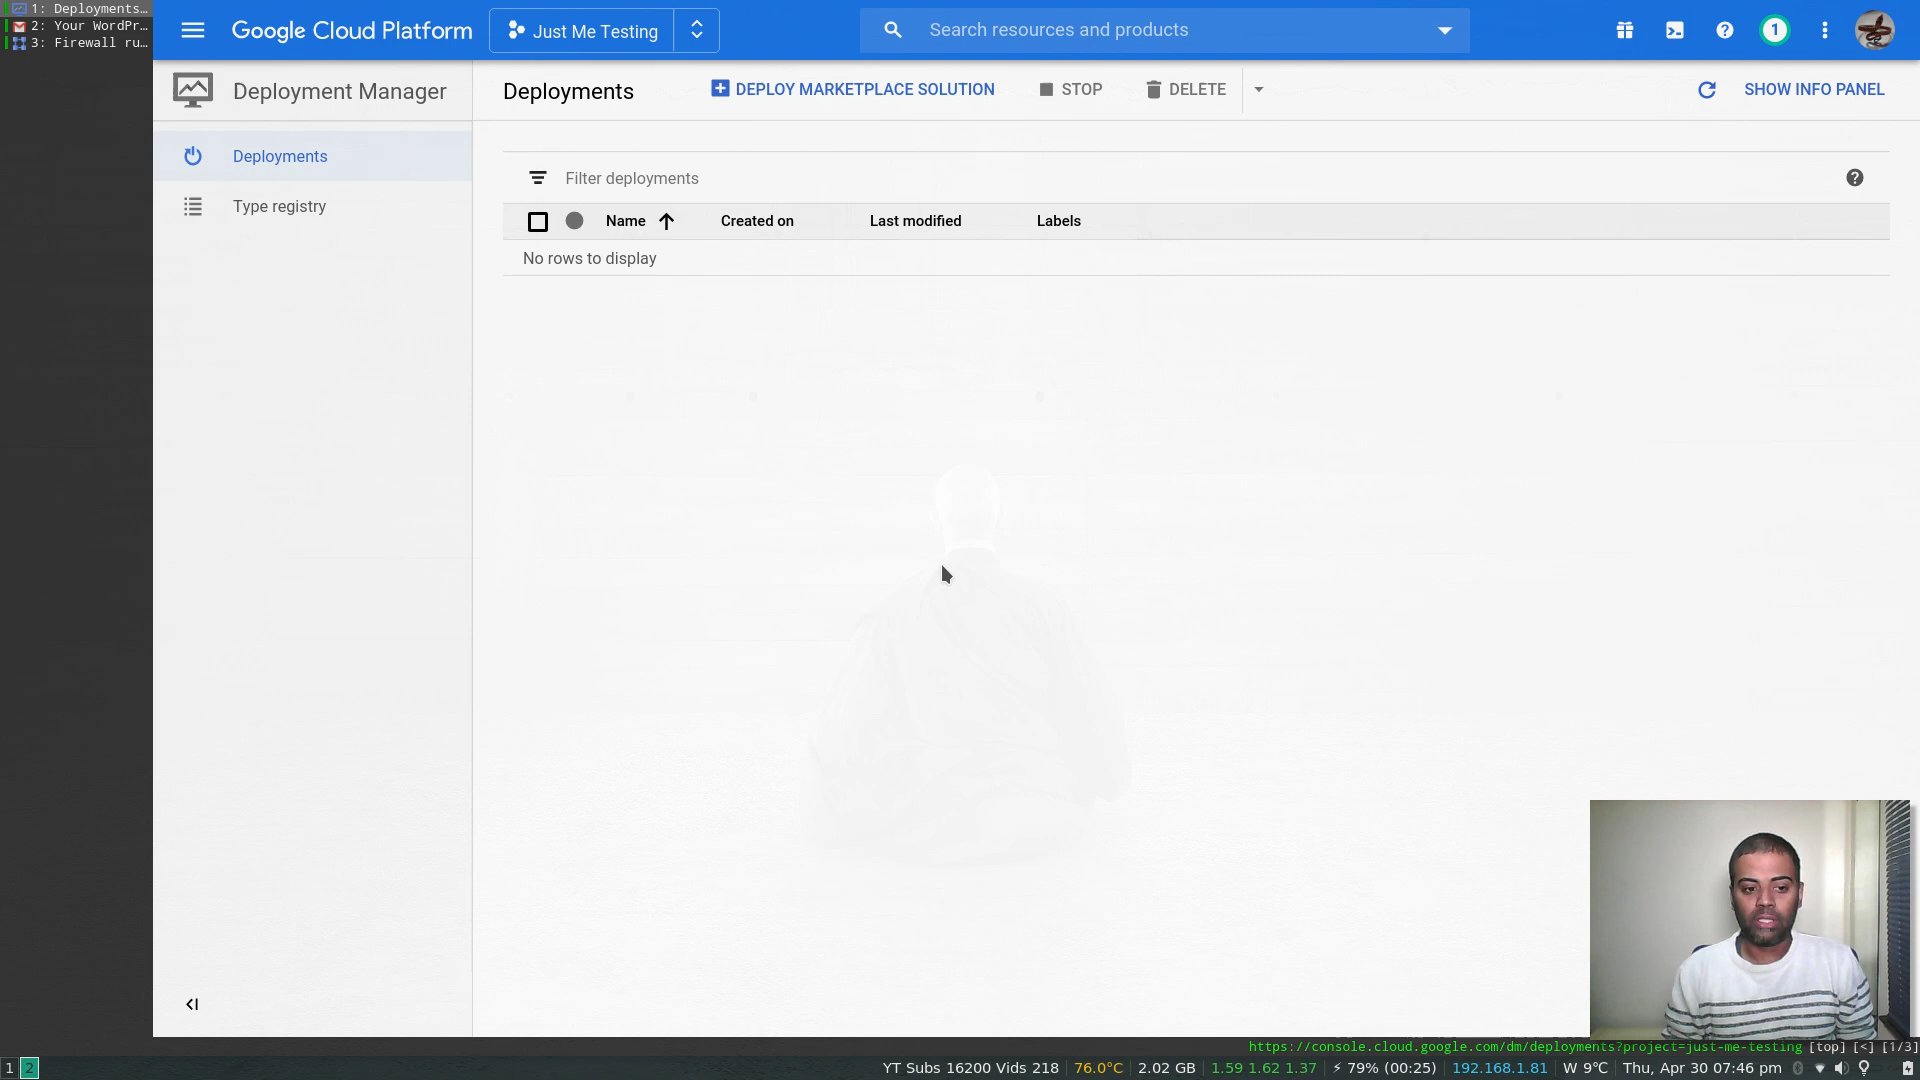 1: Deployments…
2: Your WordPr…
3: Firewall ru…
Google Cloud Platform
Just Me Testing
Search resources and products
1
Deployment Manager
Deployments
DEPLOY MARKETPLACE SOLUTION
STOP
DELETE
SHOW INFO PANEL
Deployments
Type registry
Filter deployments
Name Created on Last modified Labels
No rows to display
https://console.cloud.google.com/dm/deployments?project=just-me-testing [top] [<] [1/3]
1 2
YT Subs 16200 Vids 218 76.0°C 2.02 GB 1.59 1.62 1.37 ⚡ 79% (00:25) 192.168.1.81 W 9°C Thu, Apr 30 07:46 pm